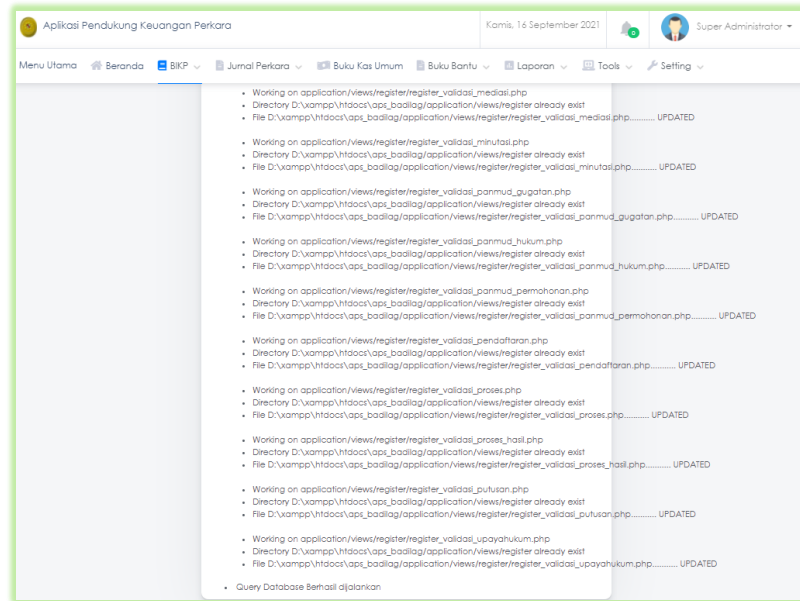 Aplikasi Pendukung Keuangan Perkara
Kamis, 16 September 2021
0
Super Administrator
Menu Utama Beranda BIKP Jurnal Perkara Buku Kas Umum Buku Bantu Laporan Tools Setting
• Working on application/views/register/register_validasi_mediasi.php
• Directory D:\xampp\htdocs\aps_badilag/application/views/register already exist
• File D:\xampp\htdocs\aps_badilag/application/views/register/register_validasi_mediasi.php........... UPDATED
• Working on application/views/register/register_validasi_minutasi.php
• Directory D:\xampp\htdocs\aps_badilag/application/views/register already exist
• File D:\xampp\htdocs\aps_badilag/application/views/register/register_validasi_minutasi.php........... UPDATED
• Working on application/views/register/register_validasi_panmud_gugatan.php
• Directory D:\xampp\htdocs\aps_badilag/application/views/register already exist
• File D:\xampp\htdocs\aps_badilag/application/views/register/register_validasi_panmud_gugatan.php........... UPDATED
• Working on application/views/register/register_validasi_panmud_hukum.php
• Directory D:\xampp\htdocs\aps_badilag/application/views/register already exist
• File D:\xampp\htdocs\aps_badilag/application/views/register/register_validasi_panmud_hukum.php........... UPDATED
• Working on application/views/register/register_validasi_panmud_permohonan.php
• Directory D:\xampp\htdocs\aps_badilag/application/views/register already exist
• File D:\xampp\htdocs\aps_badilag/application/views/register/register_validasi_panmud_permohonan.php........... UPDATED
• Working on application/views/register/register_validasi_pendaftaran.php
• Directory D:\xampp\htdocs\aps_badilag/application/views/register already exist
• File D:\xampp\htdocs\aps_badilag/application/views/register/register_validasi_pendaftaran.php........... UPDATED
• Working on application/views/register/register_validasi_proses.php
• Directory D:\xampp\htdocs\aps_badilag/application/views/register already exist
• File D:\xampp\htdocs\aps_badilag/application/views/register/register_validasi_proses.php........... UPDATED
• Working on application/views/register/register_validasi_proses_hasil.php
• Directory D:\xampp\htdocs\aps_badilag/application/views/register already exist
• File D:\xampp\htdocs\aps_badilag/application/views/register/register_validasi_proses_hasil.php........... UPDATED
• Working on application/views/register/register_validasi_putusan.php
• Directory D:\xampp\htdocs\aps_badilag/application/views/register already exist
• File D:\xampp\htdocs\aps_badilag/application/views/register/register_validasi_putusan.php........... UPDATED
• Working on application/views/register/register_validasi_upayahukum.php
• Directory D:\xampp\htdocs\aps_badilag/application/views/register already exist
• File D:\xampp\htdocs\aps_badilag/application/views/register/register_validasi_upayahukum.php........... UPDATED
• Query Database Berhasil dijalankan